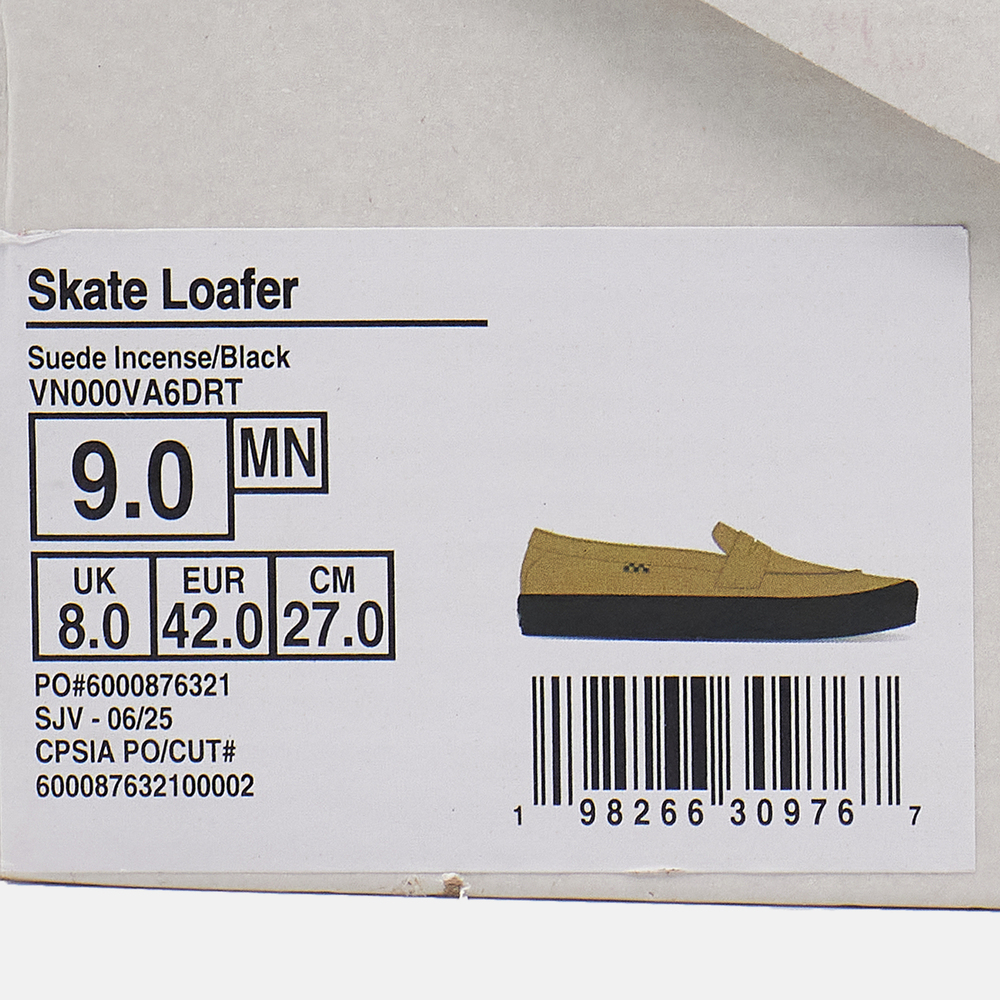 Skate Loafer
Suede Incense/Black
VN000VA6DRT
9.0 MN
UK EUR CM
8.0 42.0 27.0
PO#6000876321
SJV - 06/25
CPSIA PO/CUT#
600087632100002
1 98266 30976 7